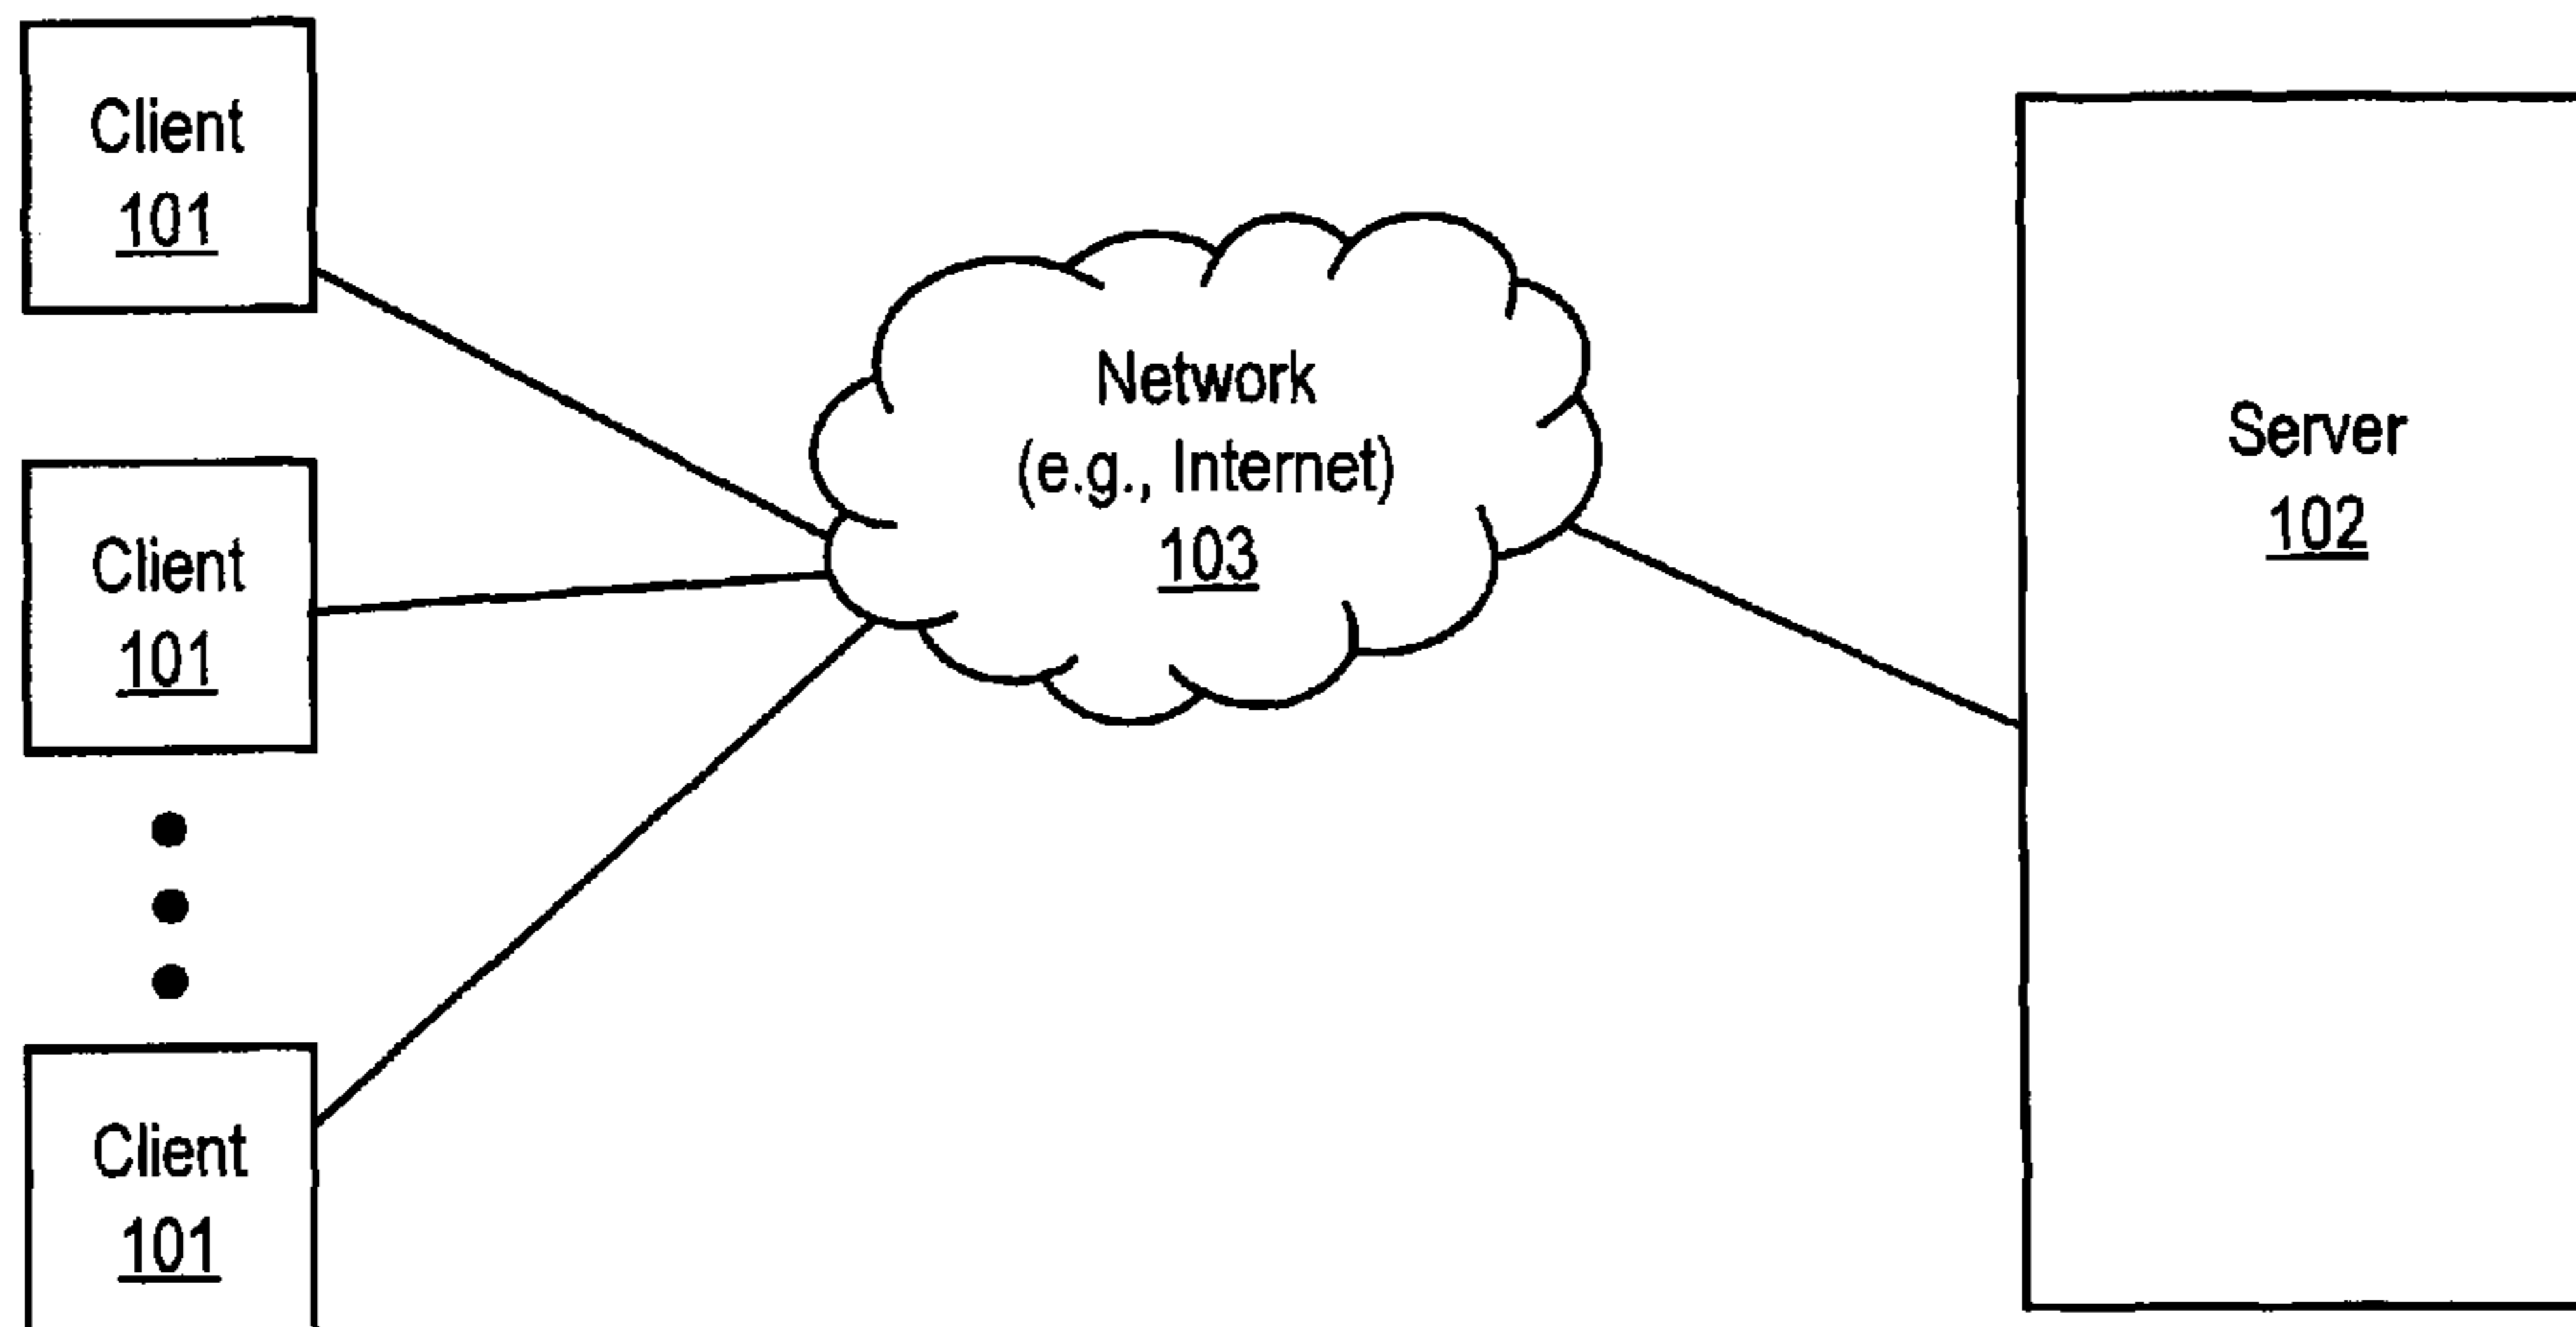 Client
101
Client
101
Client
101
Network
(e.g., Internet)
103
Server
102